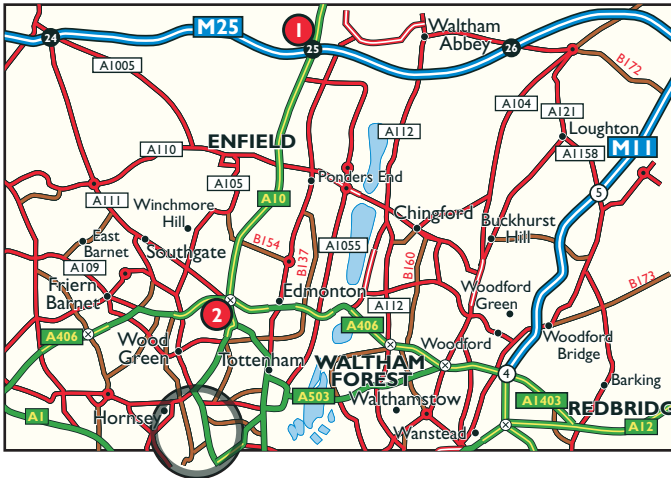 M25
1
Waltham
Abbey
24
25
26
B172
A1005
A104
A121
Loughton
M11
A1158
A112
ENFIELD
A110
A105
Ponders End
5
A111
A10
Winchmore
Hill
Chingford
Buckhurst
Hill
East
Barnet
Southgate
B154
B137
A1055
B160
B173
A109
Friern
Barnet
Edmonton
A112
Woodford
Green
2
A406
A406
Wood
Green
Woodford
Woodford
Bridge
Tottenham
WALTHAM
FOREST
4
Barking
A503
A1403
A1
Hornsey
Walthamstow
REDBRIDG
A12
Wanstead